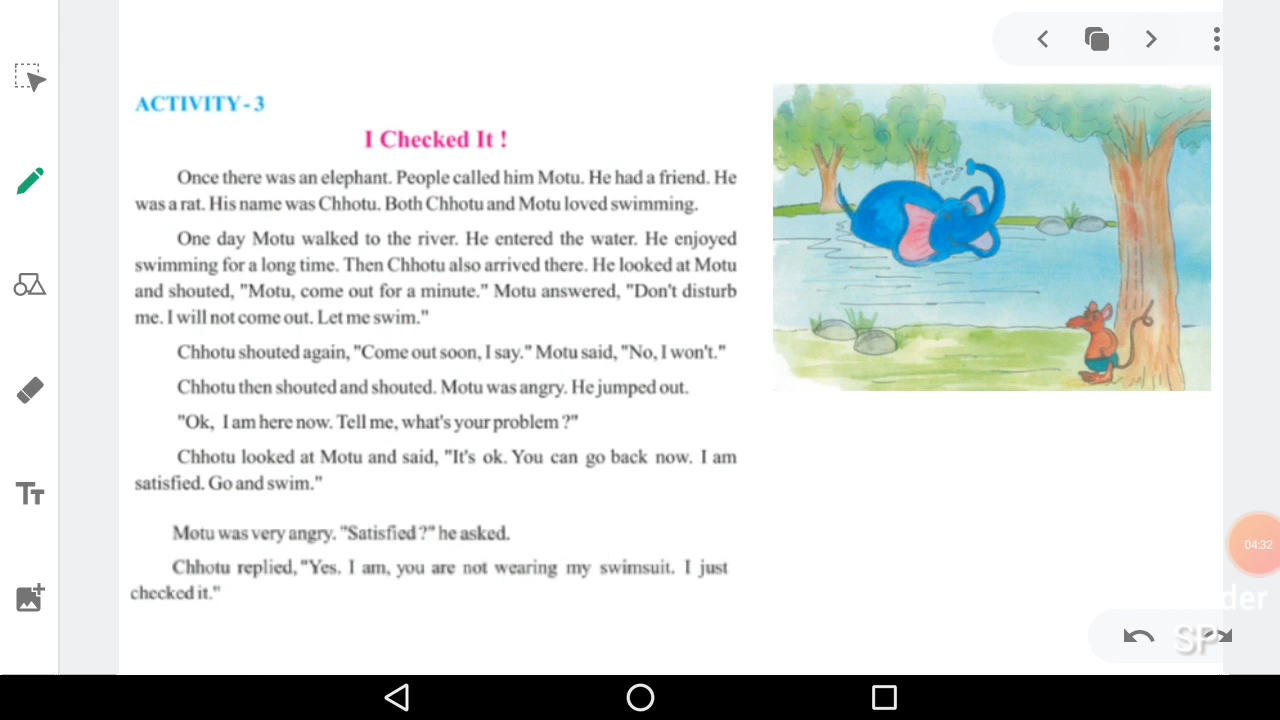 ACTIVITY - 3
I Checked It !
Once there was an elephant. People called him Motu. He had a friend. He
was a rat. His name was Chhotu. Both Chhotu and Motu loved swimming.
One day Motu walked to the river. He entered the water. He enjoyed
swimming for a long time. Then Chhotu also arrived there. He looked at Motu
and shouted, "Motu, come out for a minute." Motu answered, "Don't disturb
me. I will not come out. Let me swim."
Chhotu shouted again, "Come out soon, I say." Motu said, "No, I won't."
Chhotu then shouted and shouted. Motu was angry. He jumped out.
"Ok, I am here now. Tell me, what's your problem ?"
Chhotu looked at Motu and said, "It's ok. You can go back now. I am
satisfied. Go and swim."
Motu was very angry. "Satisfied ?" he asked.
Chhotu replied, "Yes. I am, you are not wearing my swimsuit. I just
checked it."
Tт
04:32
der
SP